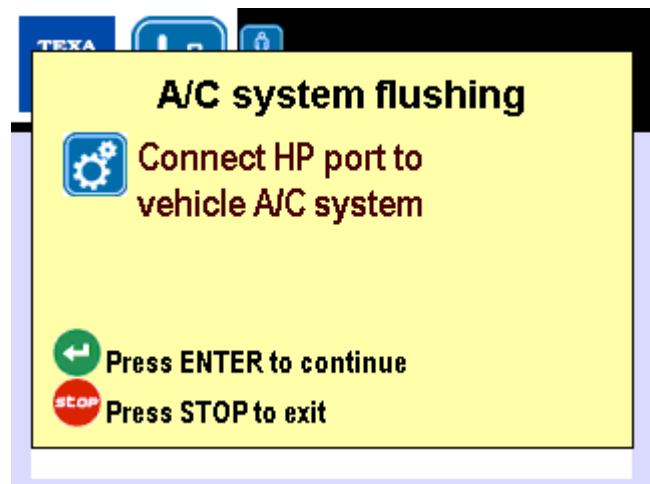 TEXA
A/C system flushing
Connect HP port to
vehicle A/C system
Press ENTER to continue
stop
Press STOP to exit